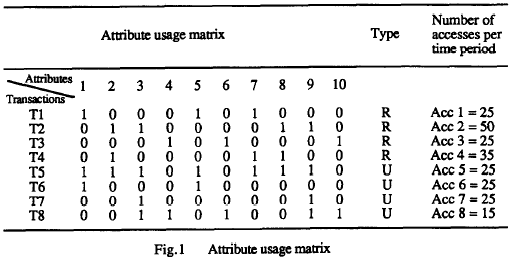 Attribute usage matrix Type Number of
accesses per
time period
Attributes 1 2 3 4 5 6 7 8 9 10
Transactions
T1 1 0 0 0 1 0 1 0 0 0 R Acc 1 = 25
T2 0 1 1 0 0 0 0 1 1 0 R Acc 2 = 50
T3 0 0 0 1 0 1 0 0 0 1 R Acc 3 = 25
T4 0 1 0 0 0 0 1 1 0 0 R Acc 4 = 35
T5 1 1 1 0 1 0 1 1 1 0 U Acc 5 = 25
T6 1 0 0 0 1 0 0 0 0 0 U Acc 6 = 25
T7 0 0 1 0 0 0 0 0 1 0 U Acc 7 = 25
T8 0 0 1 1 0 1 0 0 1 1 U Acc 8 = 15
Fig.1 Attribute usage matrix